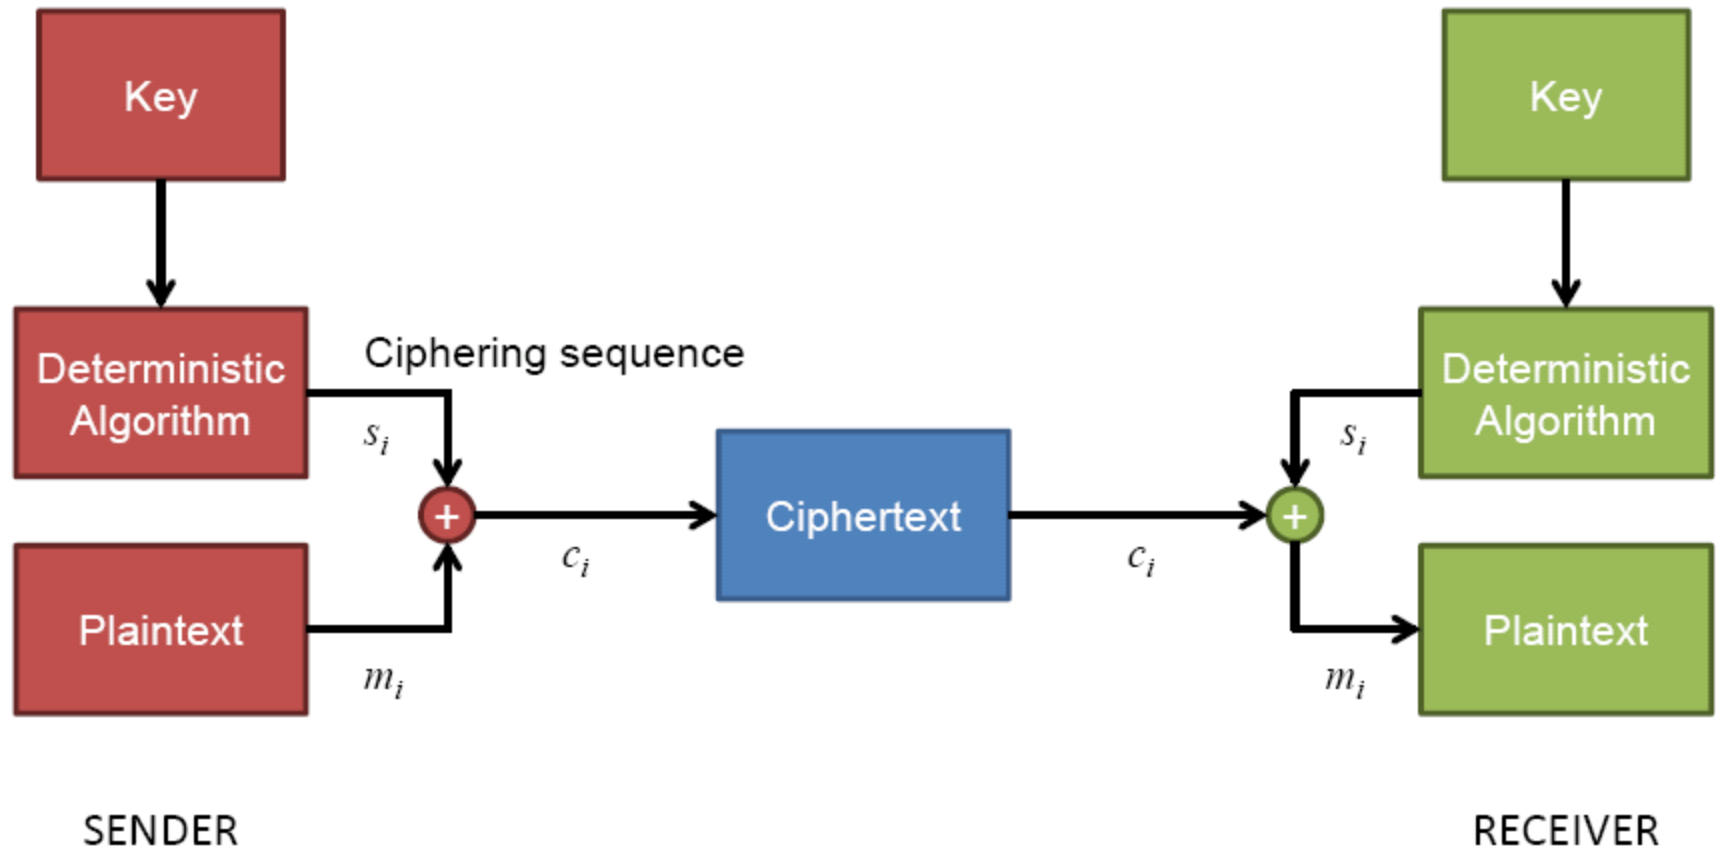 Key
Key
Deterministic
Algorithm
Ciphering sequence
Deterministic
Algorithm
s_i
s_i
+
Ciphertext
+
c_i
c_i
Plaintext
Plaintext
m_i
m_i
SENDER
RECEIVER